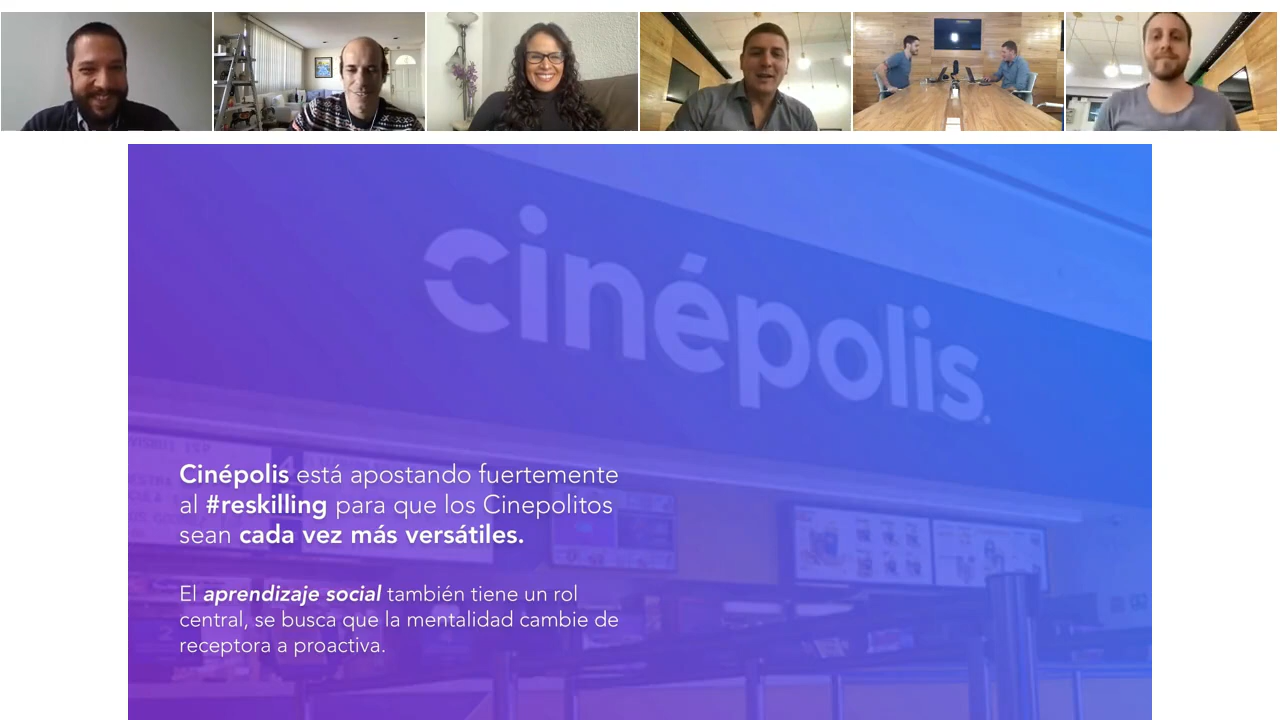 cinépolis
Cinépolis está apostando fuertemente
al #reskilling para que los Cinepolitos
sean cada vez más versátiles.
El aprendizaje social también tiene un rol
central, se busca que la mentalidad cambie de
receptora a proactiva.